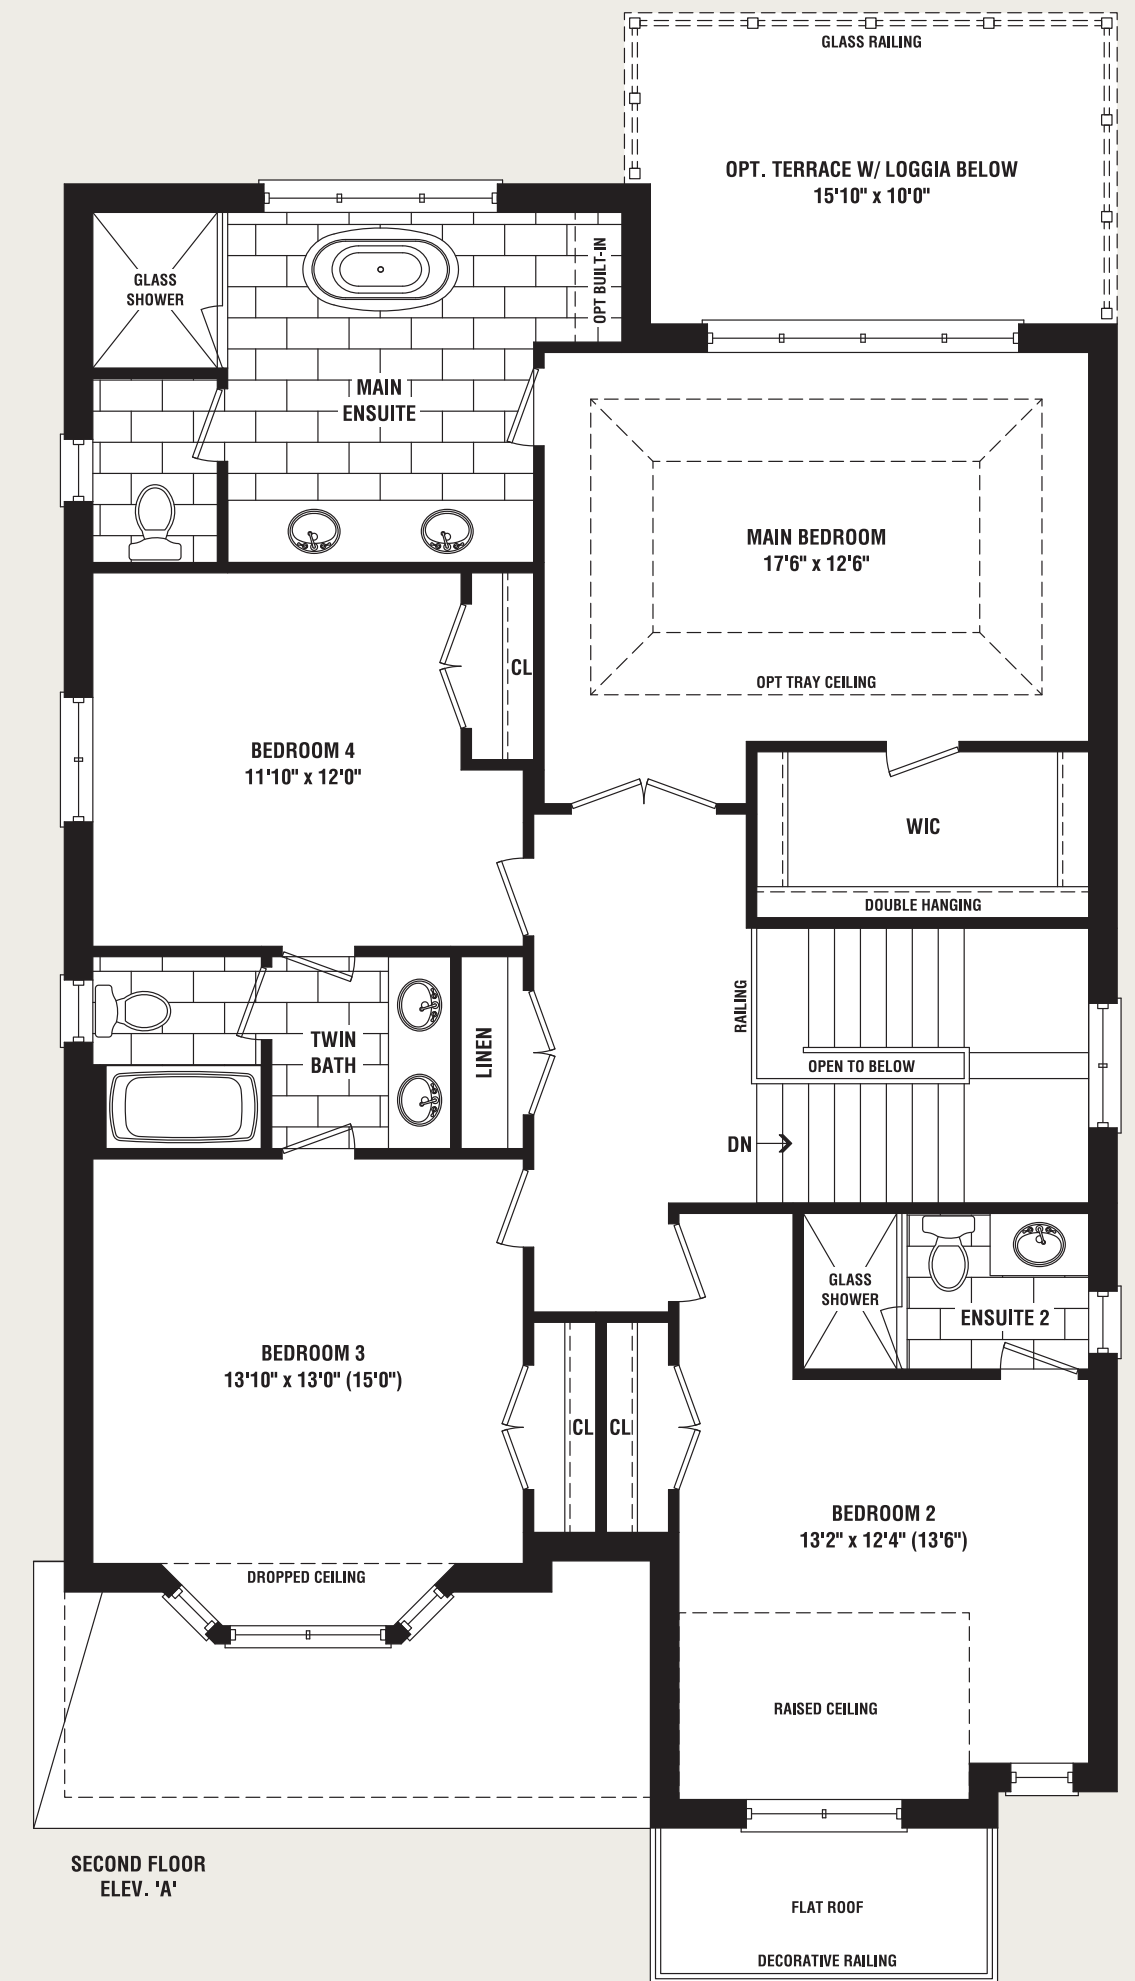 GLASS RAILING
OPT. TERRACE W/ LOGGIA BELOW
15'10" x 10'0"
GLASS
SHOWER
OPT BUILT-IN
MAIN
ENSUITE
MAIN BEDROOM
17'6" x 12'6"
OPT TRAY CEILING
CL
BEDROOM 4
11'10" x 12'0"
WIC
DOUBLE HANGING
RAILING
TWIN
BATH
LINEN
OPEN TO BELOW
DN
GLASS
SHOWER
ENSUITE 2
BEDROOM 3
13'10" x 13'0" (15'0")
CL
CL
BEDROOM 2
13'2" x 12'4" (13'6")
DROPPED CEILING
RAISED CEILING
SECOND FLOOR
ELEV. 'A'
FLAT ROOF
DECORATIVE RAILING